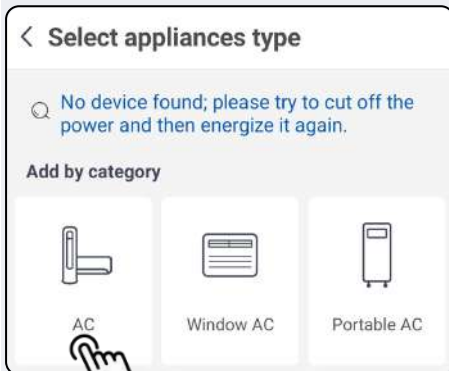 Select appliances type
No device found; please try to cut off the
power and then energize it again.
Add by category
AC Window AC Portable AC